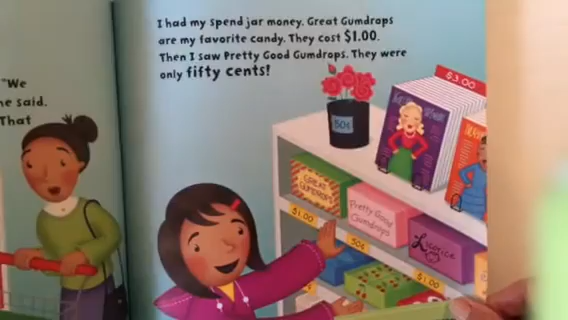 "We
he said.
That
I had my spend jar money. Great Gumdrops
are my favorite candy. They cost $1.00.
Then I saw Pretty Good Gumdrops. They were
only fifty cents!
$3.00
50¢
GREAT
GUMDROPS
Pretty Good
Gumdrops
Licorice
$1.00
50¢
$1.00